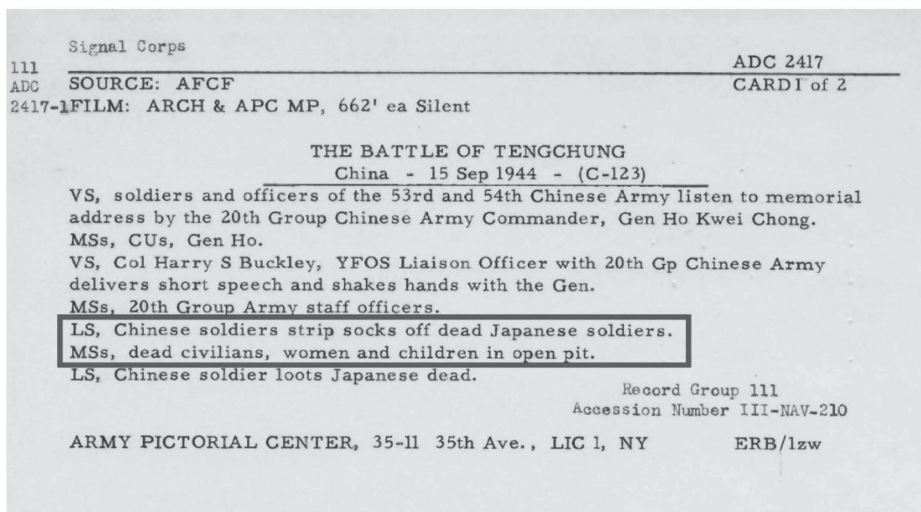 Signal Corps
111
ADC 2417
ADC
SOURCE: AFCF
CARD1 of 2
2417-1
FILM: ARCH & APC MP, 662' ea Silent
THE BATTLE OF TENGCHUNG
China - 15 Sep 1944 - (C-123)
VS, soldiers and officers of the 53rd and 54th Chinese Army listen to memorial
address by the 20th Group Chinese Army Commander, Gen Ho Kwei Chong.
MSs, CUs, Gen Ho.
VS, Col Harry S Buckley, YFOS Liaison Officer with 20th Gp Chinese Army
delivers short speech and shakes hands with the Gen.
MSs, 20th Group Army staff officers.
LS, Chinese soldiers strip socks off dead Japanese soldiers.
MSs, dead civilians, women and children in open pit.
LS, Chinese soldier loots Japanese dead.
Record Group 111
Accession Number III-NAV-210
ARMY PICTORIAL CENTER, 35-11 35th Ave., LIC 1, NY
ERB/lzw